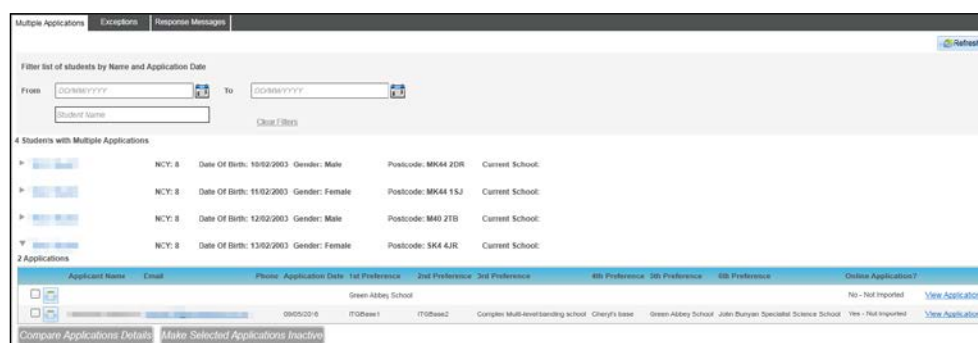 Multiple Applications Exceptions Response Messages
Refresh
Filter list of students by Name and Application Date
From DD/MM/YYYY To DD/MM/YYYY
Student Name Clear Filters
4 Students with Multiple Applications
NCY: 8 Date Of Birth: 10/02/2003 Gender: Male Postcode: MK44 2DR Current School:
NCY: 8 Date Of Birth: 11/02/2003 Gender: Female Postcode: MK44 1SJ Current School:
NCY: 8 Date Of Birth: 12/02/2003 Gender: Male Postcode: M40 2TB Current School:
NCY: 8 Date Of Birth: 13/02/2003 Gender: Female Postcode: SK4 4JR Current School:
2 Applications
Applicant Name Email Phone Application Date 1st Preference 2nd Preference 3rd Preference 4th Preference 5th Preference 6th Preference Online Application?
Green Abbey School No - Not Imported View Application
09/05/2016 ITGBase1 ITGBase2 Complex Multi-level banding school Cheryl's base Green Abbey School John Bunyan Specialist Science School Yes - Not Imported View Application
Compare Applications Details Make Selected Applications Inactive